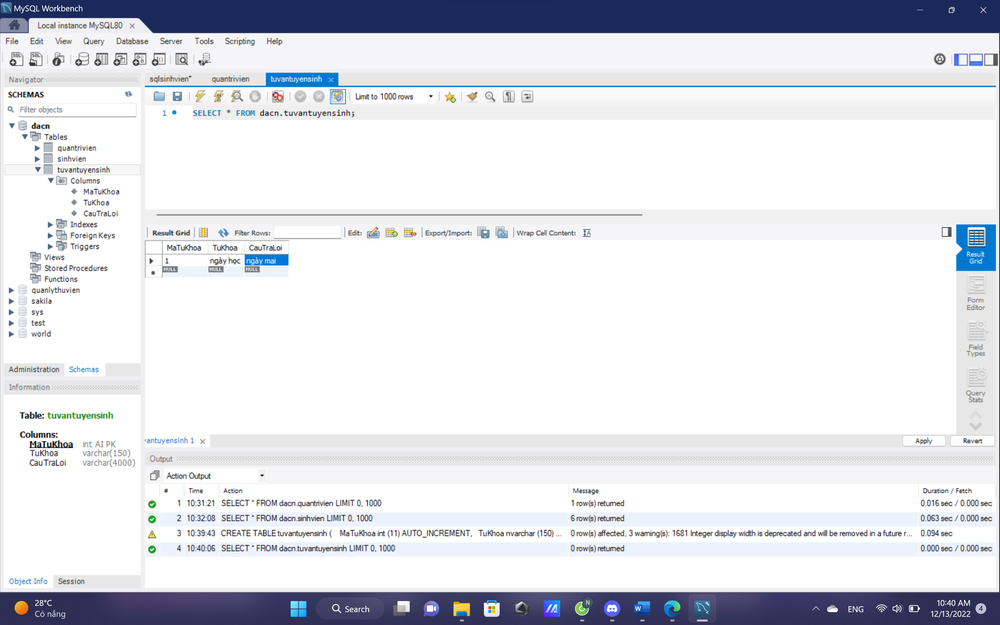 MySQL Workbench
Local instance MySQL80
File Edit View Query Database Server Tools Scripting Help
Navigator
SCHEMAS
Filter objects
dacn
Tables
quantrivien
sinhvien
tuvantuyensinh
Columns
MaTuKhoa
TuKhoa
CauTraLoi
Indexes
Foreign Keys
Triggers
Views
Stored Procedures
Functions
quanlythuvien
sakila
sys
test
world
Administration Schemas
Information
Table: tuvantuyensinh
Columns:
MaTuKhoa int AI PK
TuKhoa varchar(150)
CauTraLoi varchar(4000)
Object Info Session
sqlsinhvien* quantrivien tuvantuyensinh
Limit to 1000 rows
1 SELECT * FROM dacn.tuvantuyensinh;
Result Grid Filter Rows: Edit: Export/Import: Wrap Cell Content:
MaTuKhoa TuKhoa CauTraLoi
1 ngày học ngày mai
NULL NULL NULL
Result Grid
Form Editor
Field Types
Query Stats
vantuyensinh 1
Apply Revert
Output
Action Output
# Time Action Message Duration / Fetch
1 10:31:21 SELECT * FROM dacn.quantrivien LIMIT 0, 1000 1 row(s) returned 0.016 sec / 0.000 sec
2 10:32:08 SELECT * FROM dacn.sinhvien LIMIT 0, 1000 6 row(s) returned 0.063 sec / 0.000 sec
3 10:39:43 CREATE TABLE tuvantuyensinh ( MaTuKhoa int (11) AUTO_INCREMENT, TuKhoa nvarchar (150) ... 0 row(s) affected, 3 warning(s): 1681 Integer display width is deprecated and will be removed in a future r... 0.094 sec
4 10:40:06 SELECT * FROM dacn.tuvantuyensinh LIMIT 0, 1000 0 row(s) returned 0.000 sec / 0.000 sec
28°C
Có nắng
Search
N
ENG
10:40 AM
12/13/2022
4